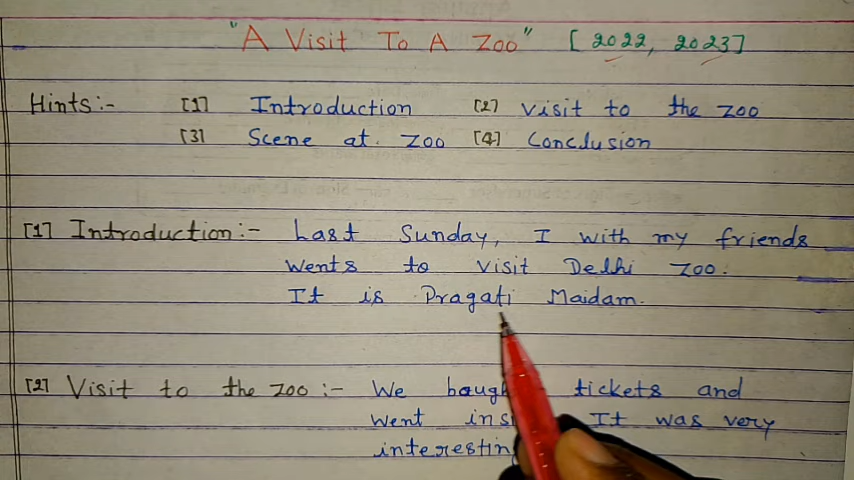 "A Visit To A Zoo" [2022, 2023]
Hints:- [1] Introduction [2] Visit to the zoo
[3] Scene at zoo [4] Conclusion
[1] Introduction:- Last Sunday, I with my friends
wents to visit Delhi zoo.
It is Pragati Maidam.
[2] Visit to the zoo:- We tickets and
went It was very